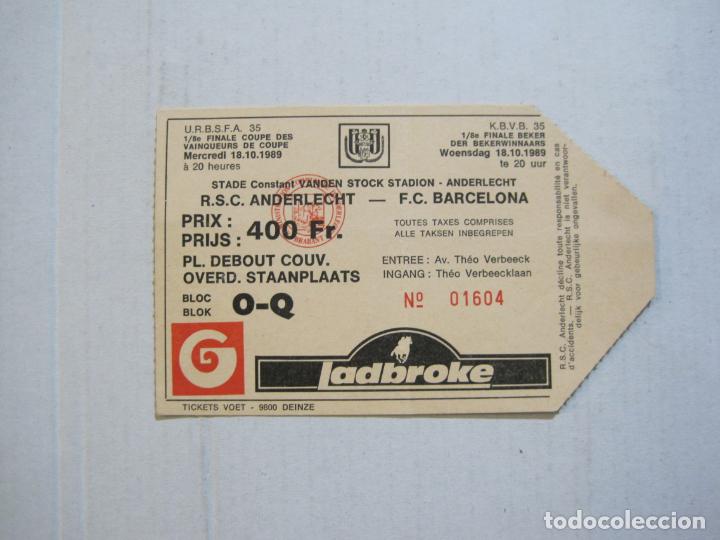 U.R.B.S.F.A. 35
1/8e FINALE COUPE DES
VAINQUEURS DE COUPE
Mercredi 18.10.1989
à 20 heures
K.B.V.B. 35
1/8e FINALE BEKER
DER BEKERWINNAARS
Woensdag 18.10.1989
te 20 uur
STADE Constant VANDEN STOCK STADION - ANDERLECHT
R.S.C. ANDERLECHT — F.C. BARCELONA
PRIX :
PRIJS : 400 Fr.
TOUTES TAXES COMPRISES
ALLE TAKSEN INBEGREPEN
PL. DEBOUT COUV.
OVERD. STAANPLAATS
ENTREE : Av. Théo Verbeeck
INGANG : Théo Verbeecklaan
BLOC
BLOK O-Q
Nº 01604
BRABANT
G
Ladbroke
TICKETS VOET - 9800 DEINZE
R.S.C. Anderlecht décline toute responsabilité en cas
d'accidents. — R.S.C. Anderlecht is niet verantwoor-
delijk voor gebeurlijke ongevallen.
todocoleccion
todocoleccion.net